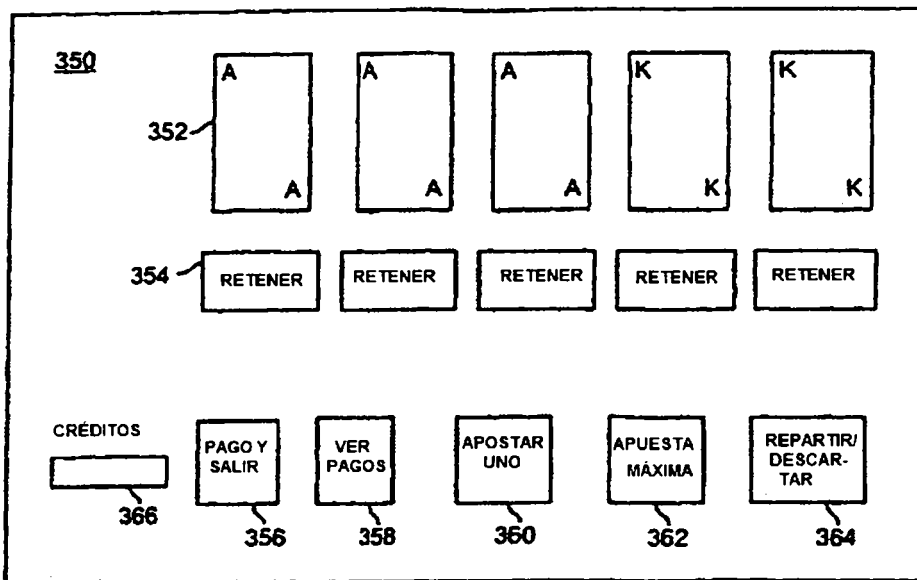 350
A A A K K
352
A A A K K
354
RETENER RETENER RETENER RETENER RETENER
CRÉDITOS
PAGO Y
SALIR
VER
PAGOS
APOSTAR
UNO
APUESTA
MÁXIMA
REPARTIR/
DESCAR-
TAR
366
356
358
360
362
364